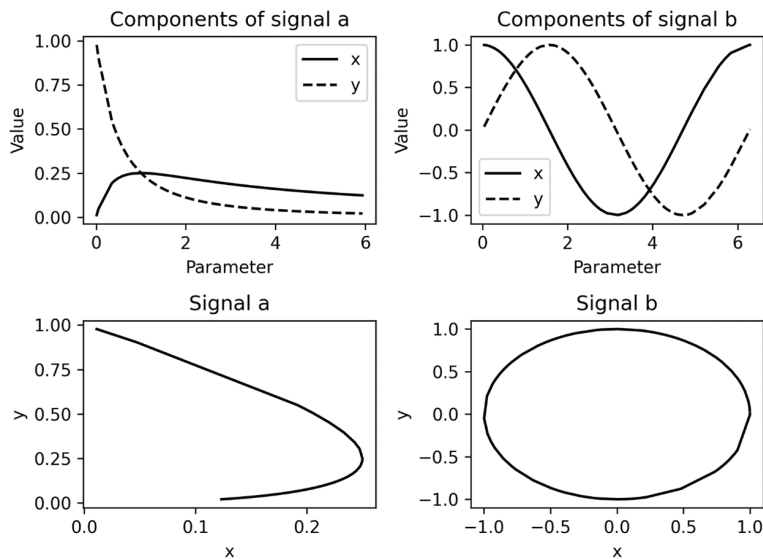 Components of signal a
1.00
0.75
0.50
0.25
0.00
Value
x
y
0
2
4
6
Parameter
Components of signal b
1.0
0.5
0.0
−0.5
−1.0
Value
x
y
0
2
4
6
Parameter
Signal a
1.00
0.75
0.50
0.25
0.00
y
0.0
0.1
0.2
x
Signal b
1.0
0.5
0.0
−0.5
−1.0
y
−1.0
−0.5
0.0
0.5
1.0
x